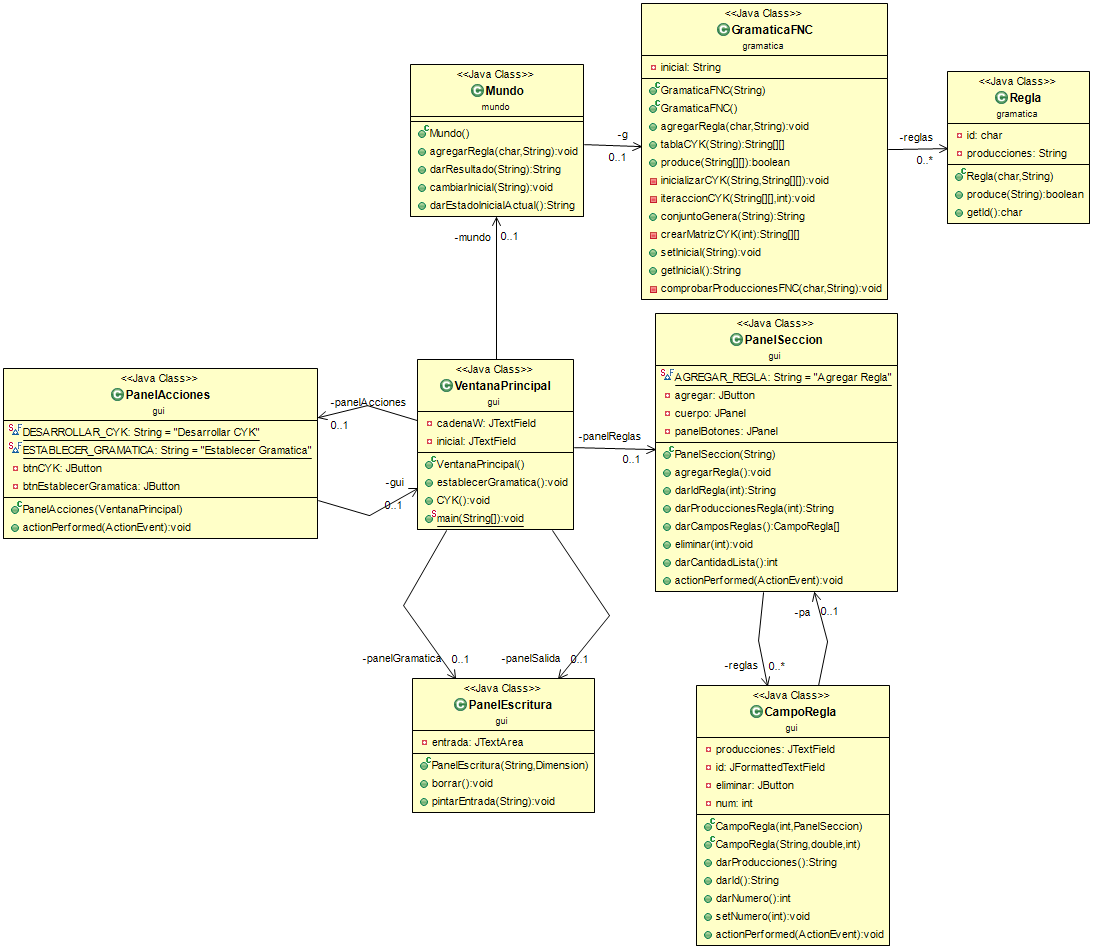 <<Java Class>>
GramaticaFNC
gramatica
inicial: String
GramaticaFNC(String)
GramaticaFNC()
agregarRegla(char,String):void
tablaCYK(String):String[][]
produce(String[][]):boolean
inicializarCYK(String,String[][]):void
iteraccionCYK(String[][],int):void
conjuntoGenera(String):String
crearMatrizCYK(int):String[][]
setInicial(String):void
getInicial():String
comprobarProduccionesFNC(char,String):void
<<Java Class>>
Mundo
mundo
Mundo()
agregarRegla(char,String):void
darResultado(String):String
cambiarInicial(String):void
darEstadoInicialActual():String
-g
0..1
<<Java Class>>
Regla
gramatica
id: char
producciones: String
Regla(char,String)
produce(String):boolean
getId():char
-reglas
0..*
-mundo
0..1
<<Java Class>>
PanelSeccion
gui
AGREGAR_REGLA: String = "Agregar Regla"
agregar: JButton
cuerpo: JPanel
panelBotones: JPanel
PanelSeccion(String)
agregarRegla():void
darIdRegla(int):String
darProduccionesRegla(int):String
darCamposReglas():CampoRegla[]
eliminar(int):void
darCantidadLista():int
actionPerformed(ActionEvent):void
<<Java Class>>
VentanaPrincipal
gui
cadenaW: JTextField
inicial: JTextField
VentanaPrincipal()
establecerGramatica():void
CYK():void
main(String[]):void
<<Java Class>>
PanelAcciones
gui
DESARROLLAR_CYK: String = "Desarrollar CYK"
ESTABLECER_GRAMATICA: String = "Establecer Gramatica"
btnCYK: JButton
btnEstablecerGramatica: JButton
PanelAcciones(VentanaPrincipal)
actionPerformed(ActionEvent):void
-panelAcciones
0..1
-gui
0..1
-panelReglas
0..1
-panelGramatica
0..1
-panelSalida
0..1
-pa
0..1
-reglas
0..*
<<Java Class>>
PanelEscritura
gui
entrada: JTextArea
PanelEscritura(String,Dimension)
borrar():void
pintarEntrada(String):void
<<Java Class>>
CampoRegla
gui
producciones: JTextField
id: JFormattedTextField
eliminar: JButton
num: int
CampoRegla(int,PanelSeccion)
CampoRegla(String,double,int)
darProducciones():String
darId():String
darNumero():int
setNumero(int):void
actionPerformed(ActionEvent):void